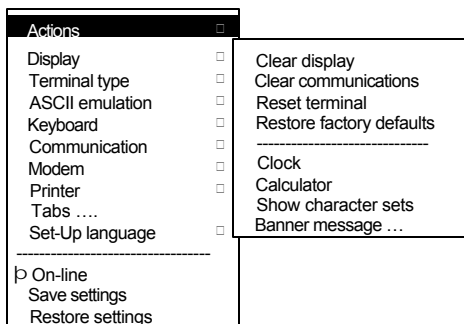 Actions
Display
Terminal type
ASCII emulation
Keyboard
Communication
Modem
Printer
Tabs ....
Set-Up language
----------------------------------
þ On-line
Save settings
Restore settings
Clear display
Clear communications
Reset terminal
Restore factory defaults
------------------------------
Clock
Calculator
Show character sets
Banner message …